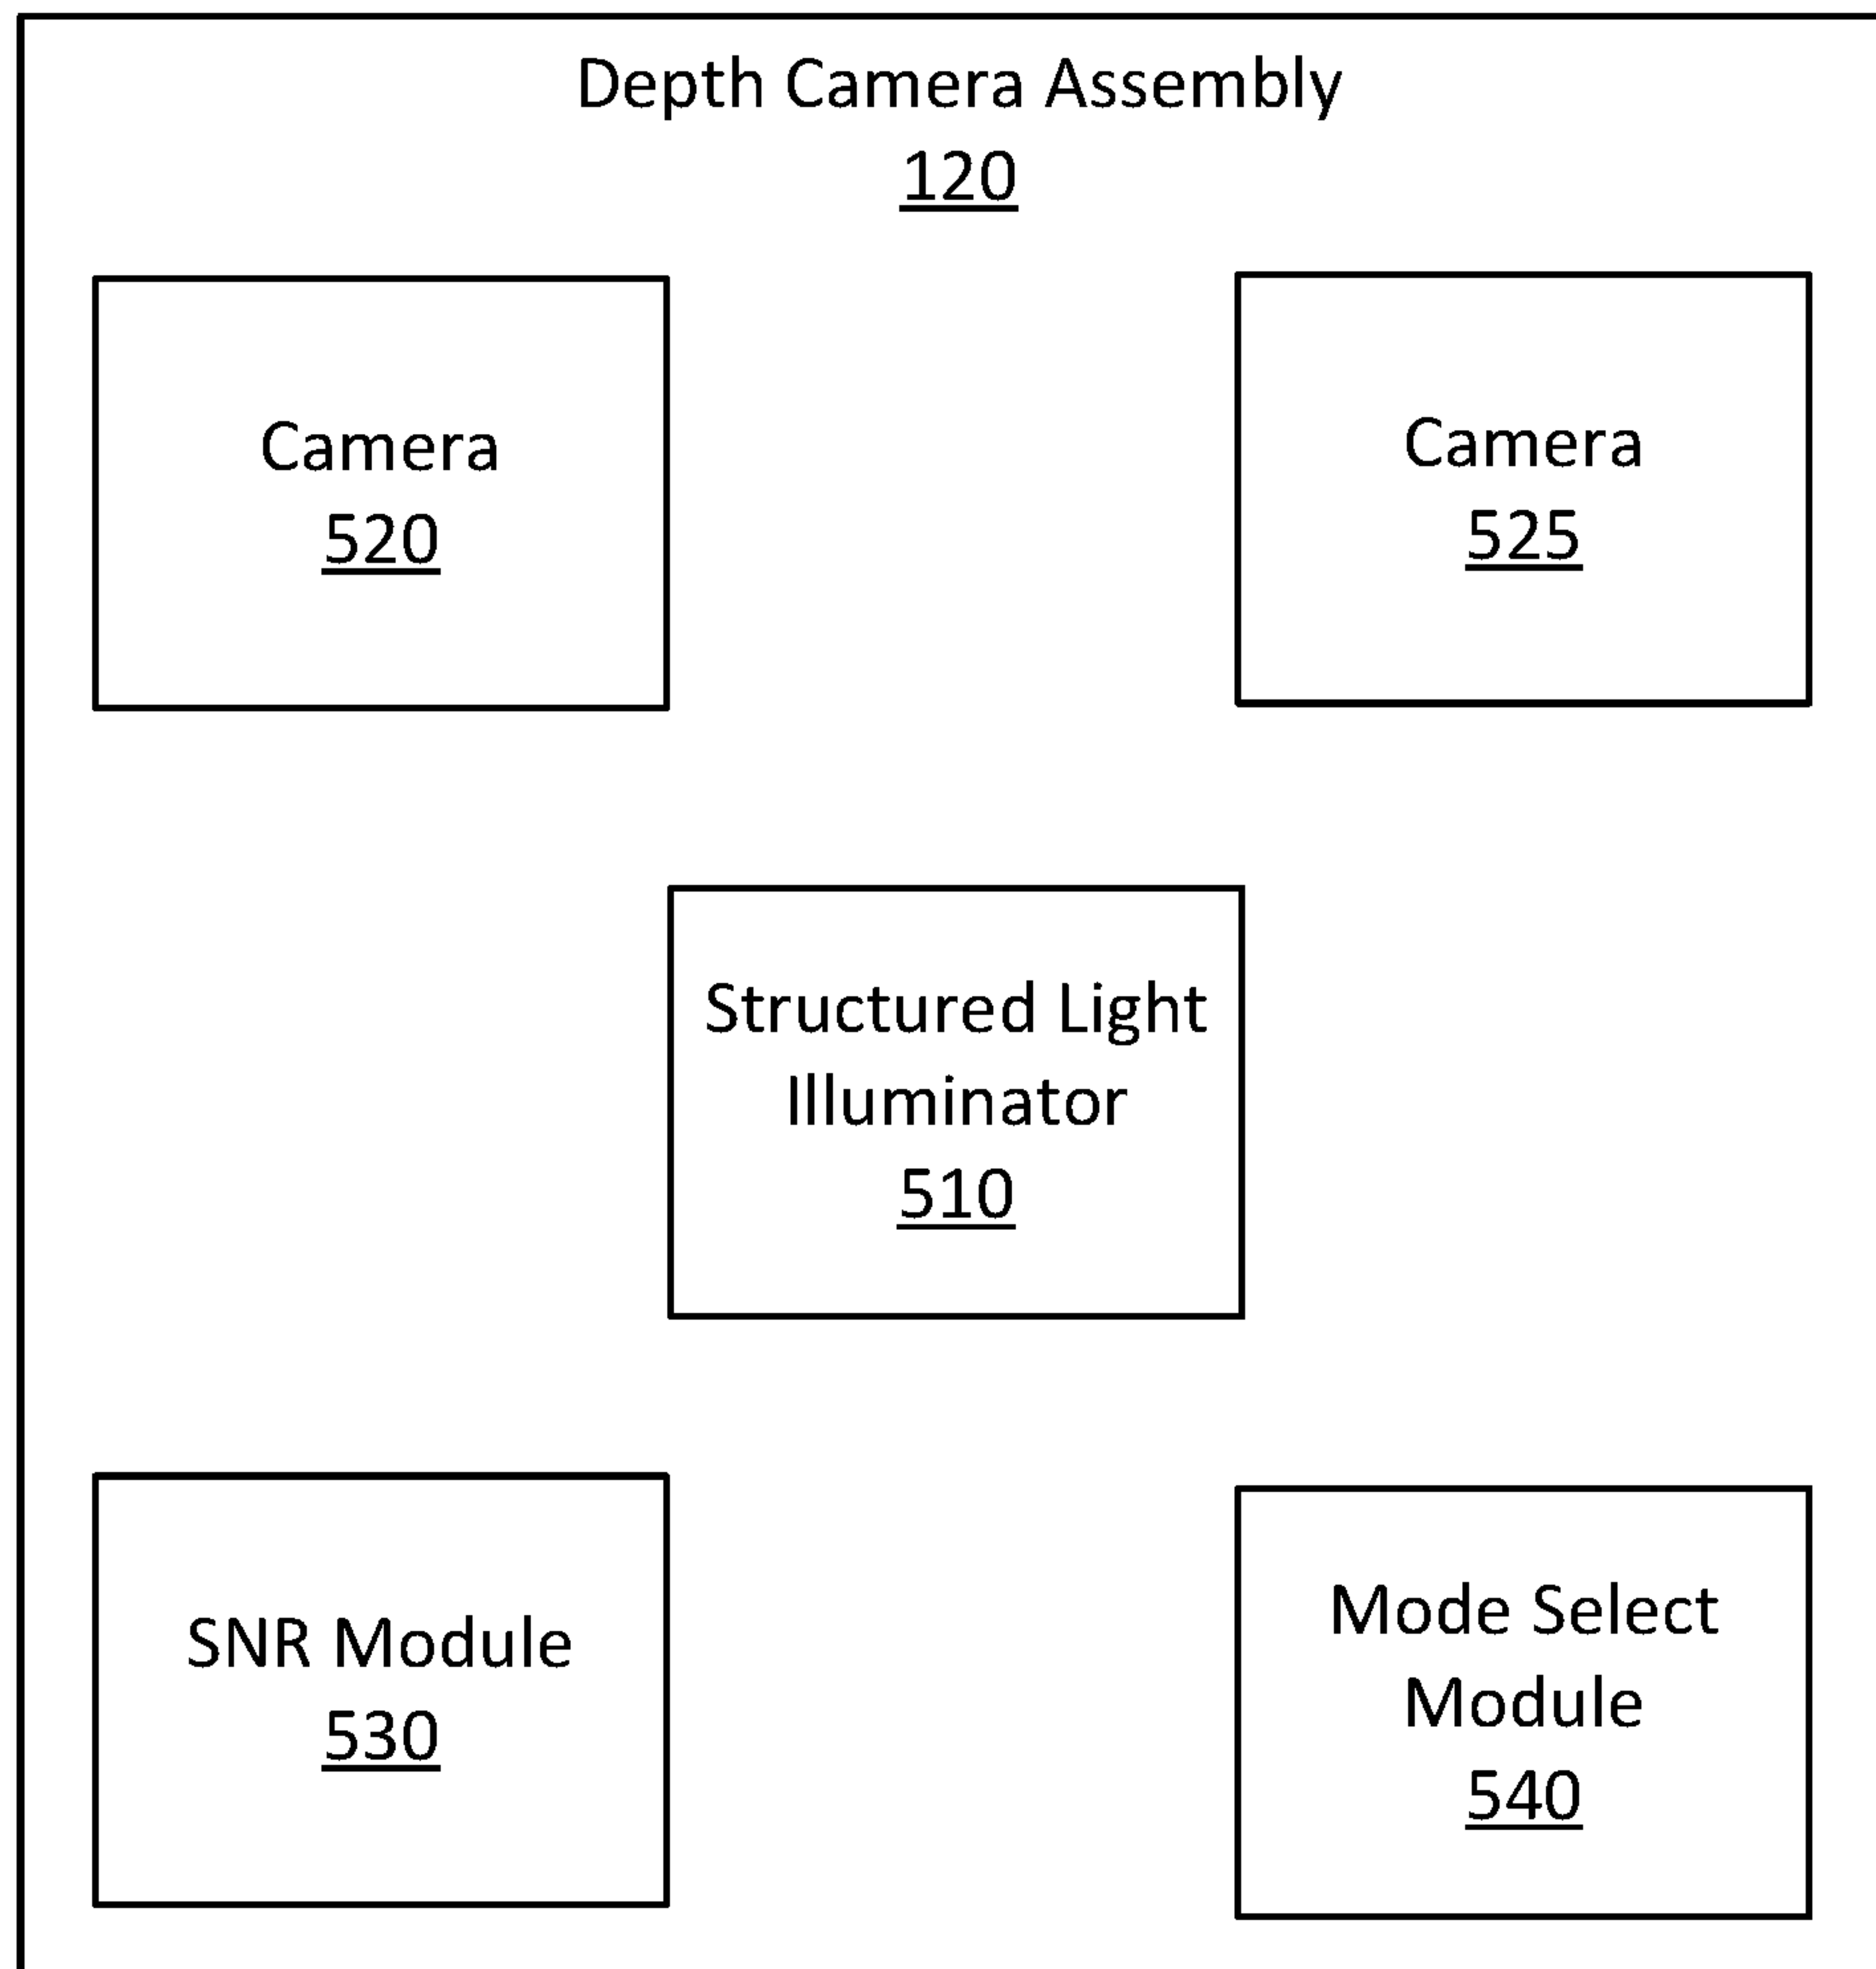 Depth Camera Assembly
120
Camera
520
Camera
525
Structured Light
Illuminator
510
SNR Module
530
Mode Select
Module
540